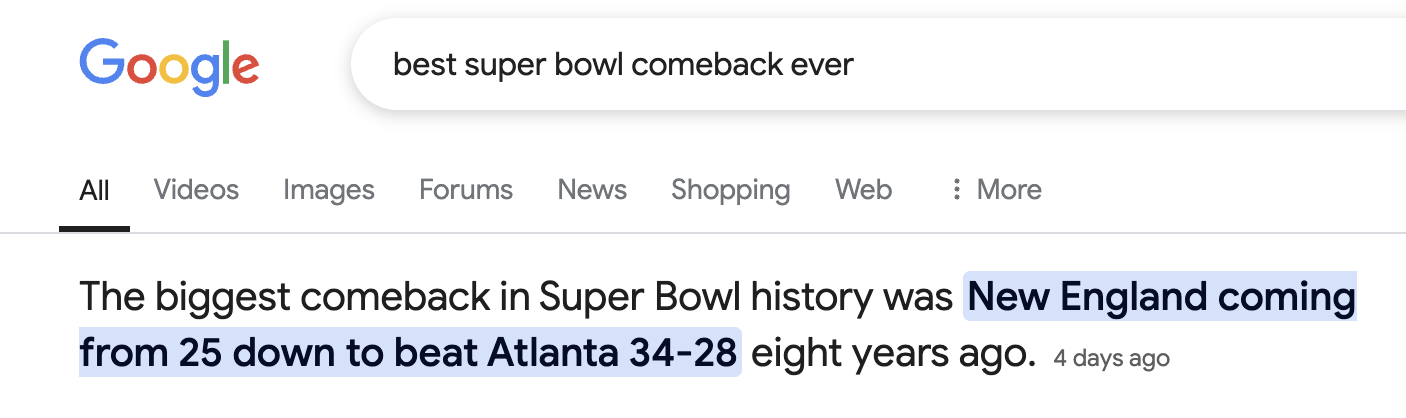 Google best super bowl comeback ever
All Videos Images Forums News Shopping Web ⋮ More
The biggest comeback in Super Bowl history was New England coming
from 25 down to beat Atlanta 34-28 eight years ago. 4 days ago